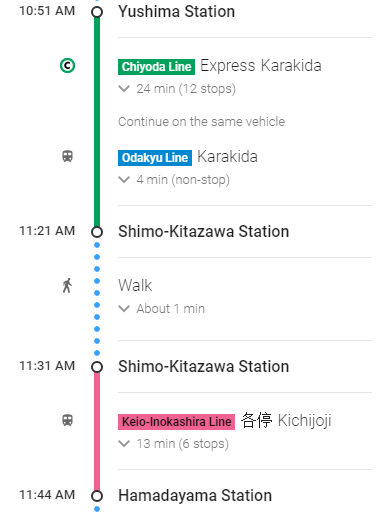 10:51 AM Yushima Station
C Chiyoda Line Express Karakida
24 min (12 stops)
Continue on the same vehicle
Odakyu Line Karakida
4 min (non-stop)
11:21 AM Shimo-Kitazawa Station
Walk
About 1 min
11:31 AM Shimo-Kitazawa Station
Keio-Inokashira Line 各停 Kichijoji
13 min (6 stops)
11:44 AM Hamadayama Station